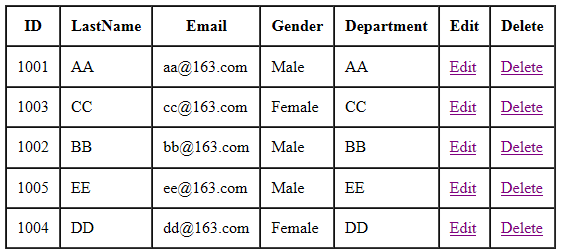 ID LastName Email Gender Department Edit Delete
1001 AA aa@163.com Male AA Edit Delete
1003 CC cc@163.com Female CC Edit Delete
1002 BB bb@163.com Male BB Edit Delete
1005 EE ee@163.com Male EE Edit Delete
1004 DD dd@163.com Female DD Edit Delete